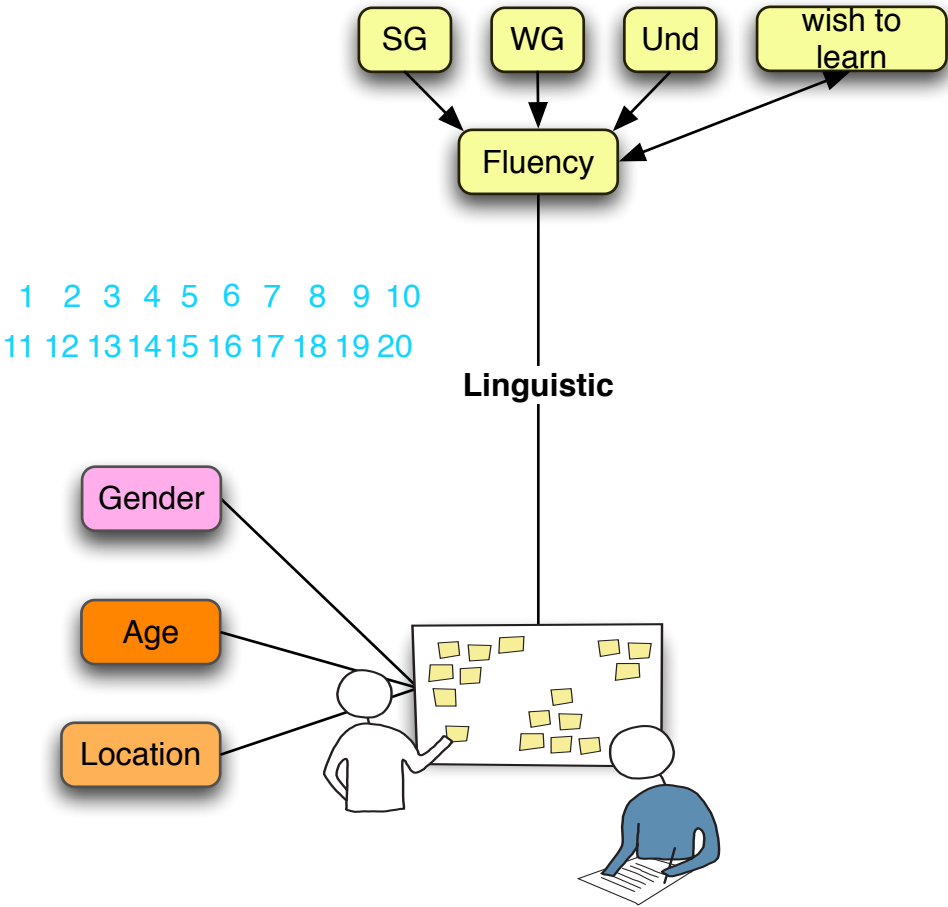 SG
WG
Und
wish to
learn
Fluency
1 2 3 4 5 6 7 8 9 10
11 12 13 14 15 16 17 18 19 20
Linguistic
Gender
Age
Location